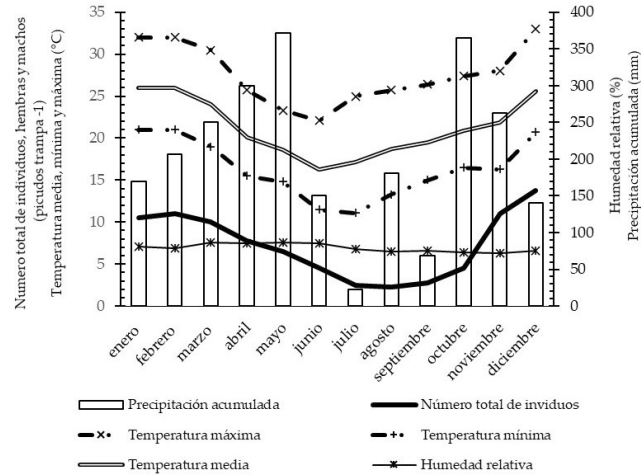 Numero total de individuos, hembras y machos
(picudos trampa -1)
Temperatura media, mínima y máxima (°C)
35
30
25
20
15
10
5
0
400
350
300
250
200
150
100
50
0
Humedad relativa (%)
Precipitación acumulada (mm)
enero
febrero
marzo
abril
mayo
junio
julio
agosto
septiembre
octubre
noviembre
diciembre
Precipitación acumulada
Número total de inviduos
Temperatura máxima
Temperatura mínima
Temperatura media
Humedad relativa